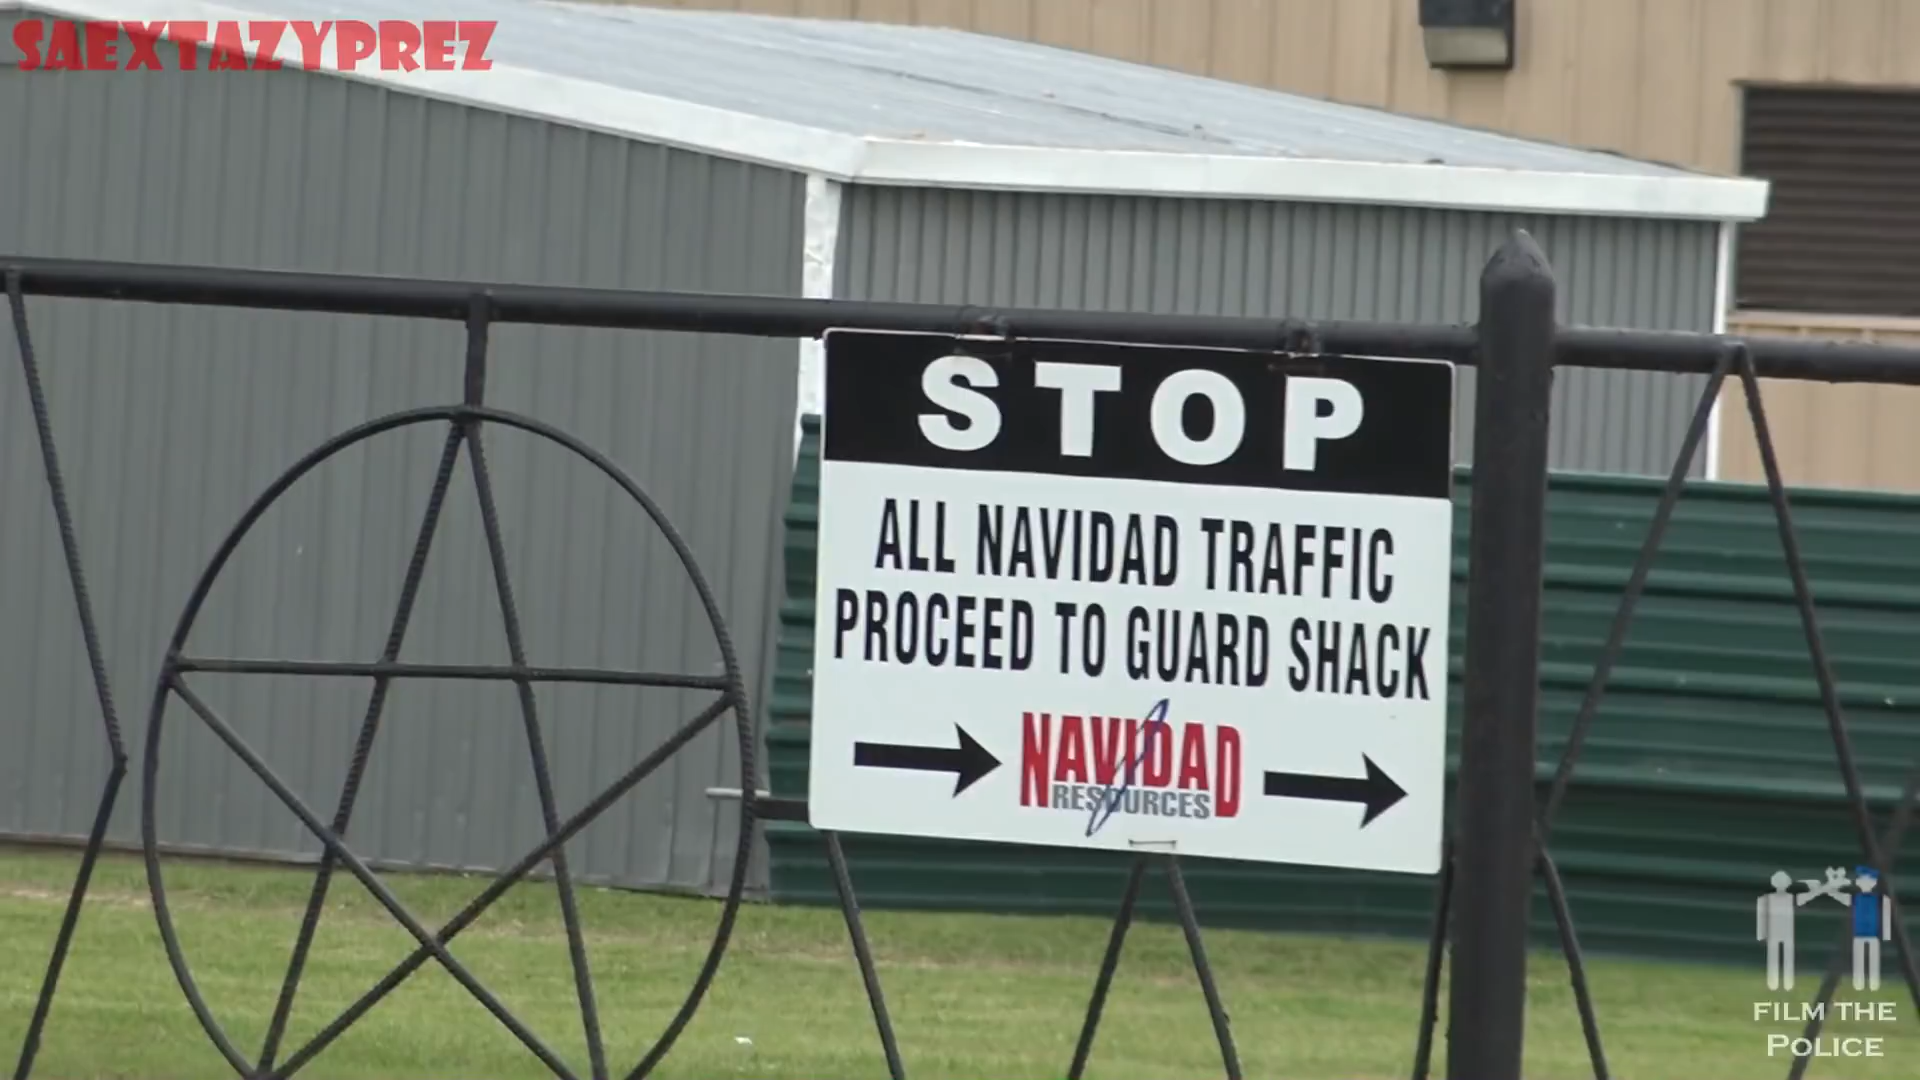 SAEXTAZYPREZ
STOP
ALL NAVIDAD TRAFFIC
PROCEED TO GUARD SHACK
NAVIDAD
RESOURCES
FILM THE
POLICE